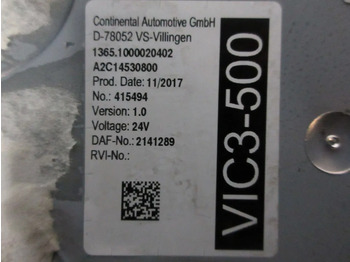 Continental Automotive GmbH
D-78052 VS-Villingen
1365.1000020402
A2C14530800
Prod. Date: 11/2017
No.: 415494
Version: 1.0
Voltage: 24V
DAF-No.: 2141289
RVI-No.:
VIC3-500